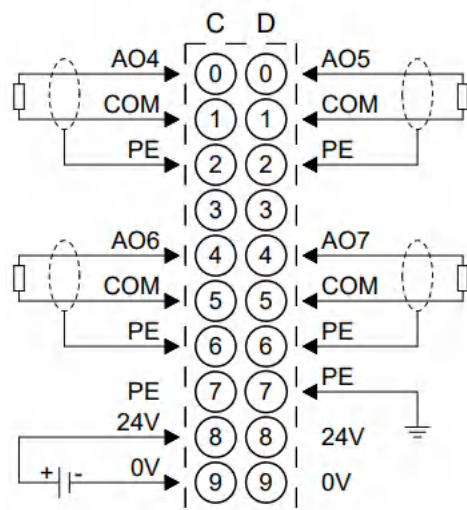 C D
AO4 0 0 AO5
COM 1 1 COM
PE 2 2 PE
3 3
AO6 4 4 AO7
COM 5 5 COM
PE 6 6 PE
PE 7 7 PE
24V 8 8 24V
+ - 0V 9 9 0V